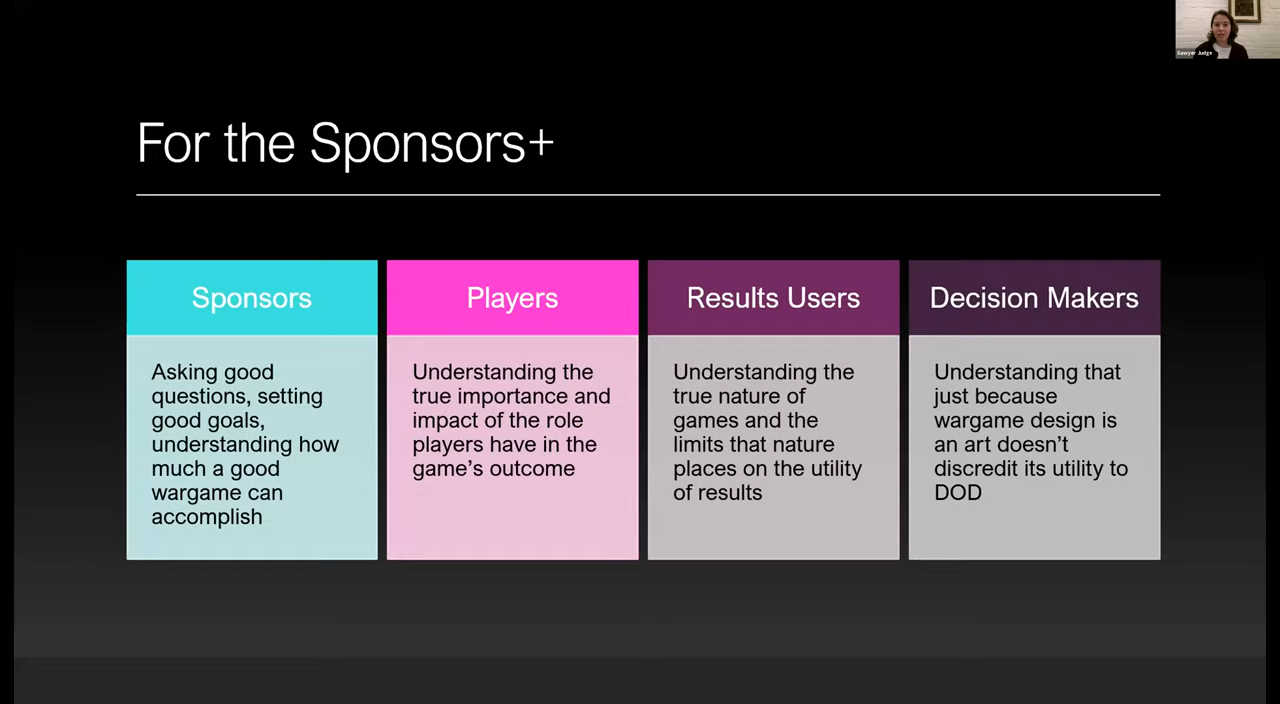 Sawyer Judge
For the Sponsors+
Sponsors
Asking good
questions, setting
good goals,
understanding how
much a good
wargame can
accomplish
Players
Understanding the
true importance and
impact of the role
players have in the
game's outcome
Results Users
Understanding the
true nature of
games and the
limits that nature
places on the utility
of results
Decision Makers
Understanding that
just because
wargame design is
an art doesn't
discredit its utility to
DOD